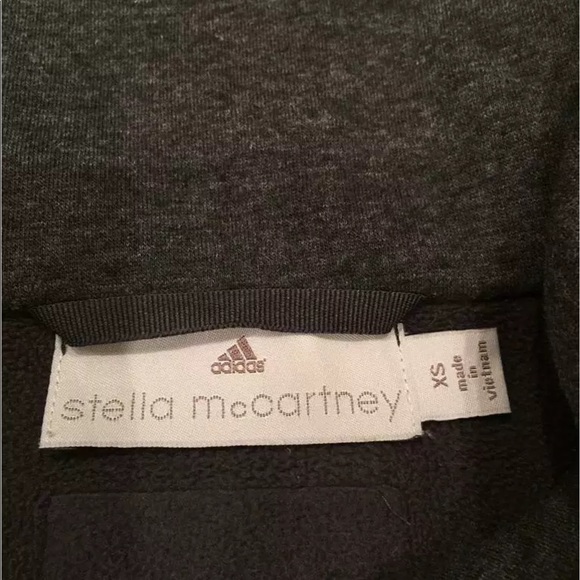 adidas
stella mccartney
XS
made
in
vietnam